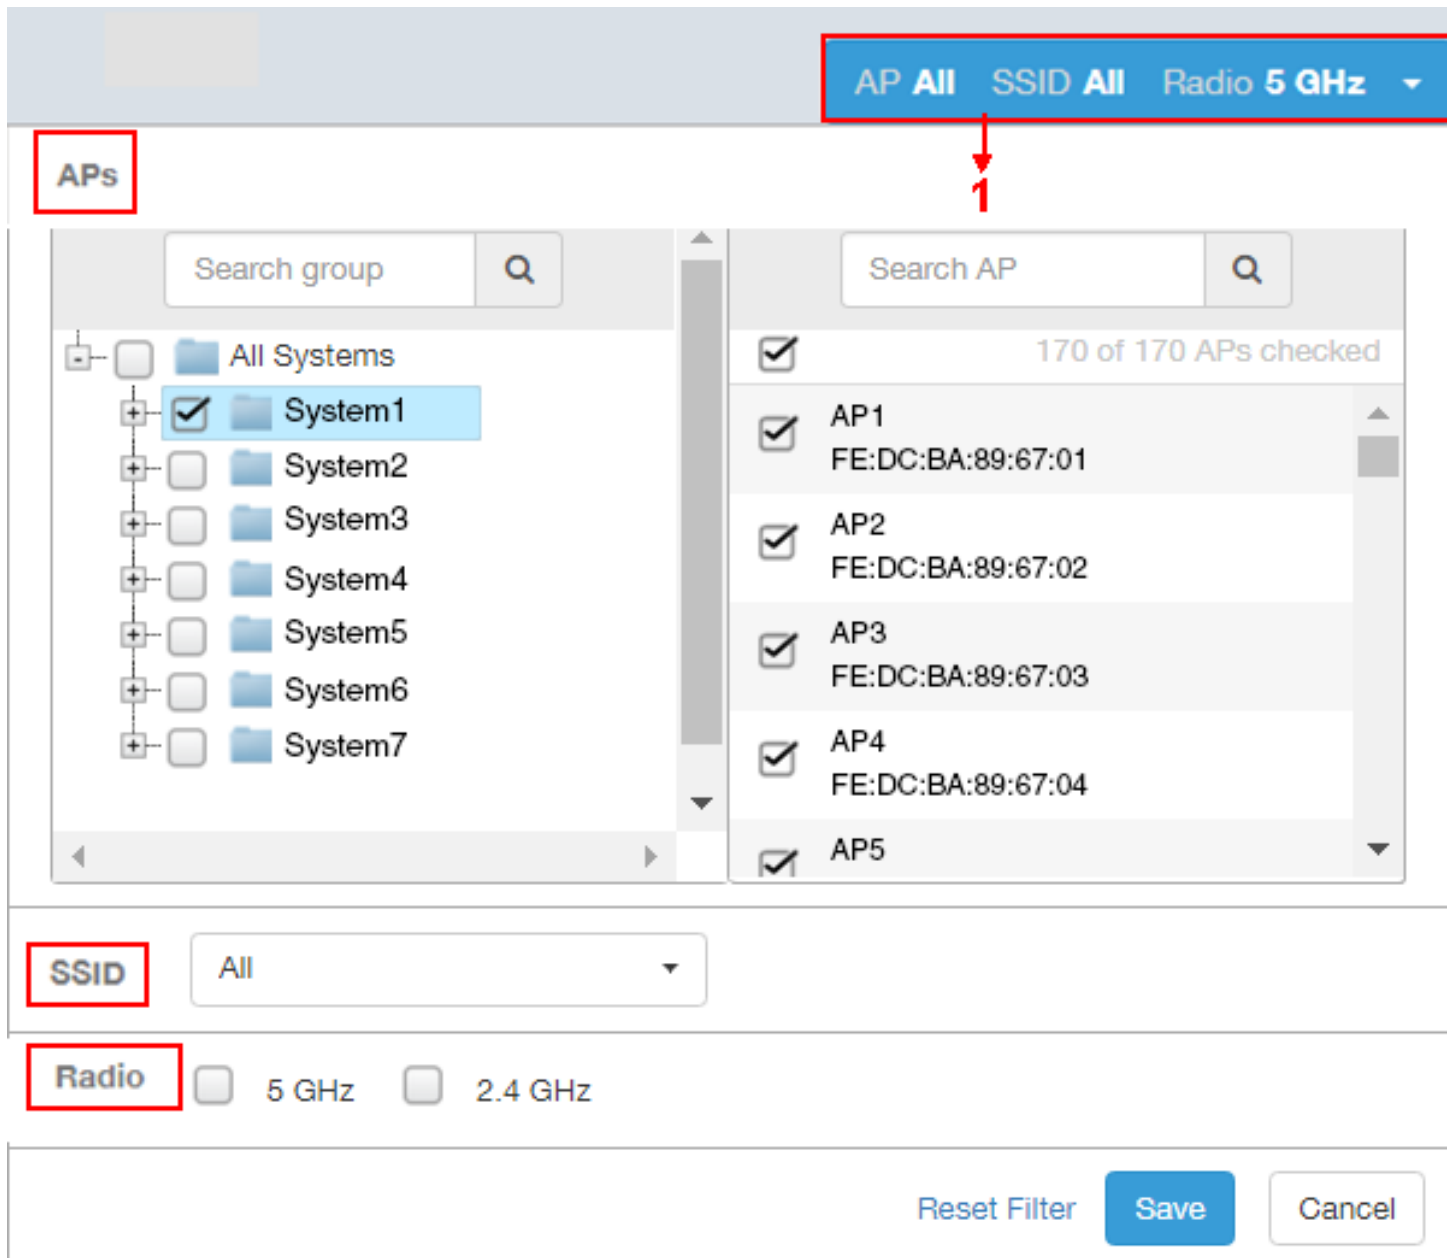 AP All SSID All Radio 5 GHz
1
APs
Search group
Search AP
All Systems
System1
System2
System3
System4
System5
System6
System7
170 of 170 APs checked
AP1
FE:DC:BA:89:67:01
AP2
FE:DC:BA:89:67:02
AP3
FE:DC:BA:89:67:03
AP4
FE:DC:BA:89:67:04
AP5
SSID
All
Radio
5 GHz
2.4 GHz
Reset Filter
Save
Cancel